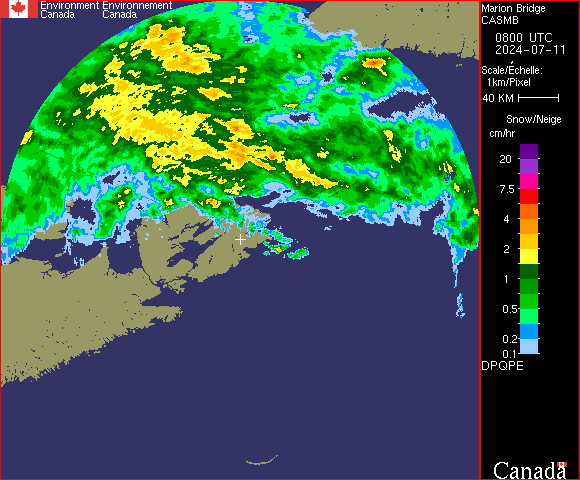 Environment Environnement
Canada Canada
Marion Bridge
CASMB
0800 UTC
2024-07-11
Scale/Échelle:
1km/Pixel
40 KM
Snow/Neige
cm/hr
20
7.5
4
2
1
0.5
0.2
0.1
DPQPE
Canada